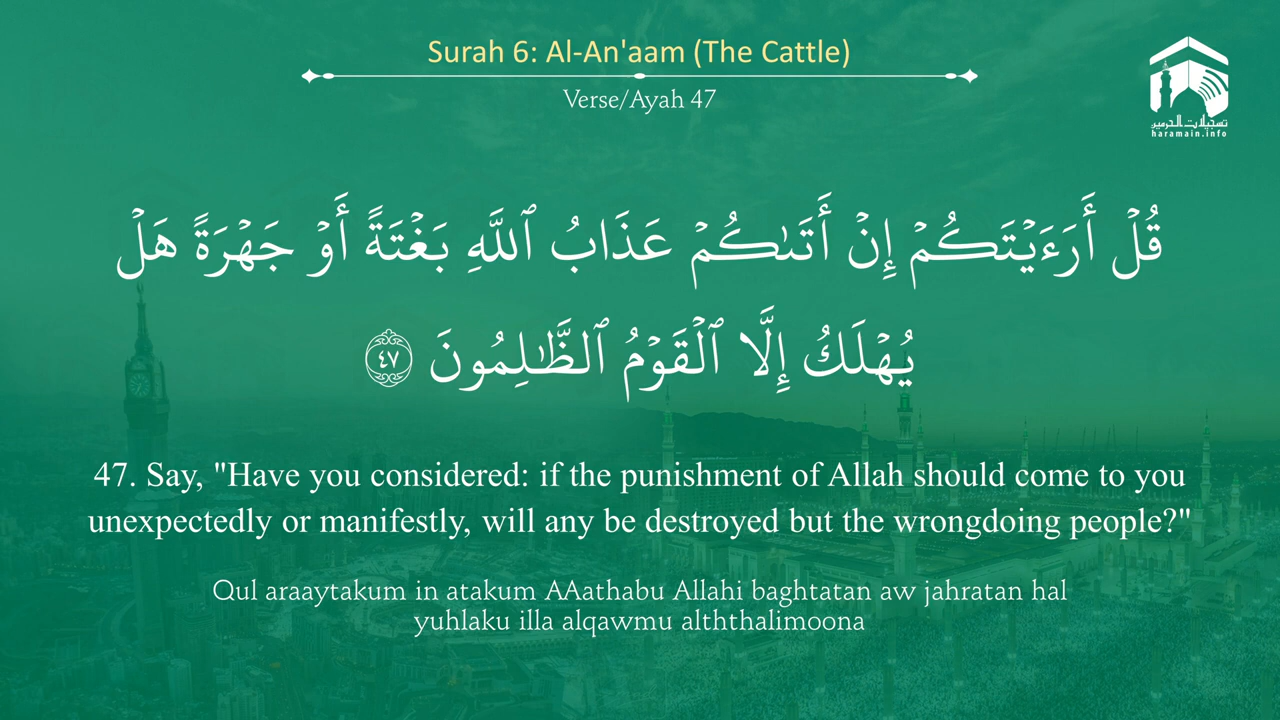 Surah 6: Al-An'aam (The Cattle)
Verse/Ayah 47
تسجيلات الحرمين
haramain.info
قُلۡ أَرَءَيۡتَكُمۡ إِنۡ أَتَىٰكُمۡ عَذَابُ ٱللَّهِ بَغۡتَةً أَوۡ جَهۡرَةً هَلۡ
يُهۡلَكُ إِلَّا ٱلۡقَوۡمُ ٱلظَّٰلِمُونَ ٤٧
47. Say, "Have you considered: if the punishment of Allah should come to you
unexpectedly or manifestly, will any be destroyed but the wrongdoing people?"
Qul araaytakum in atakum AAathabu Allahi baghtatan aw jahratan hal
yuhlaku illa alqawmu alththalimoona